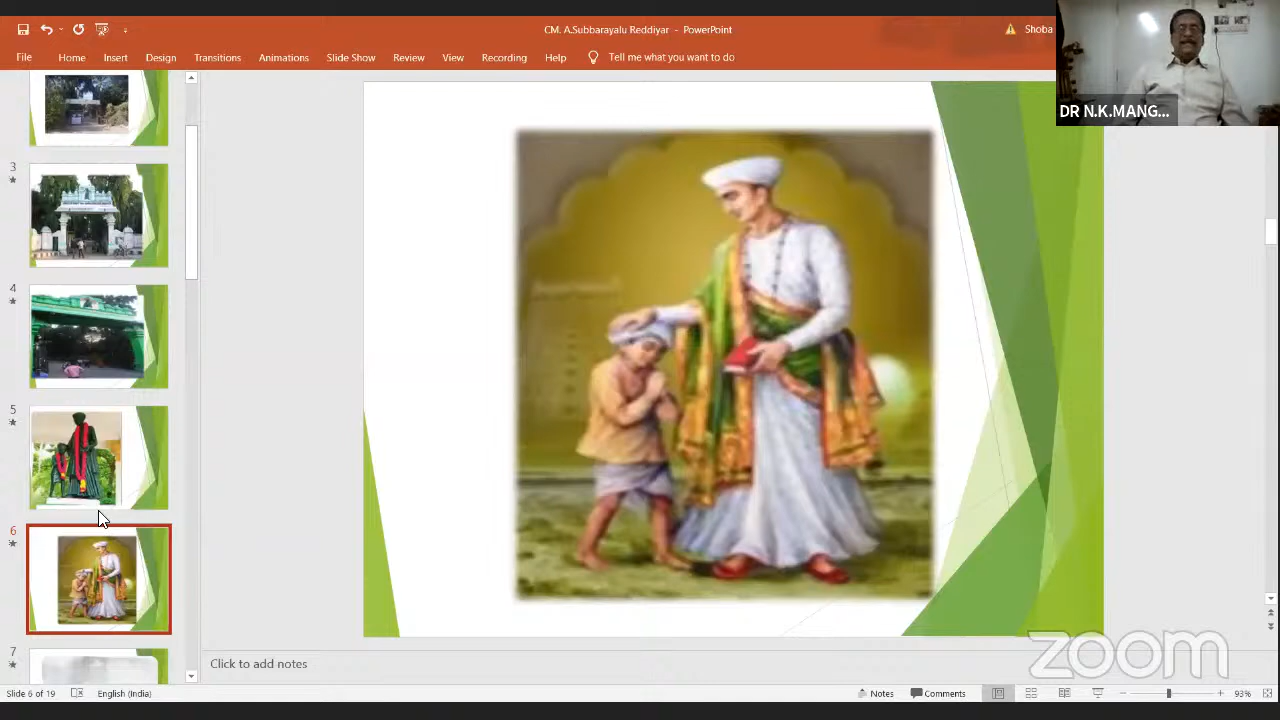 CM. A.Subbarayalu Reddiyar - PowerPoint
Shoba
File Home Insert Design Transitions Animations Slide Show Review View Recording Help Tell me what you want to do
DR N.K.MANG...
3
4
5
6
7
Click to add notes
zoom
Slide 6 of 19 English (India) Notes Comments 93%